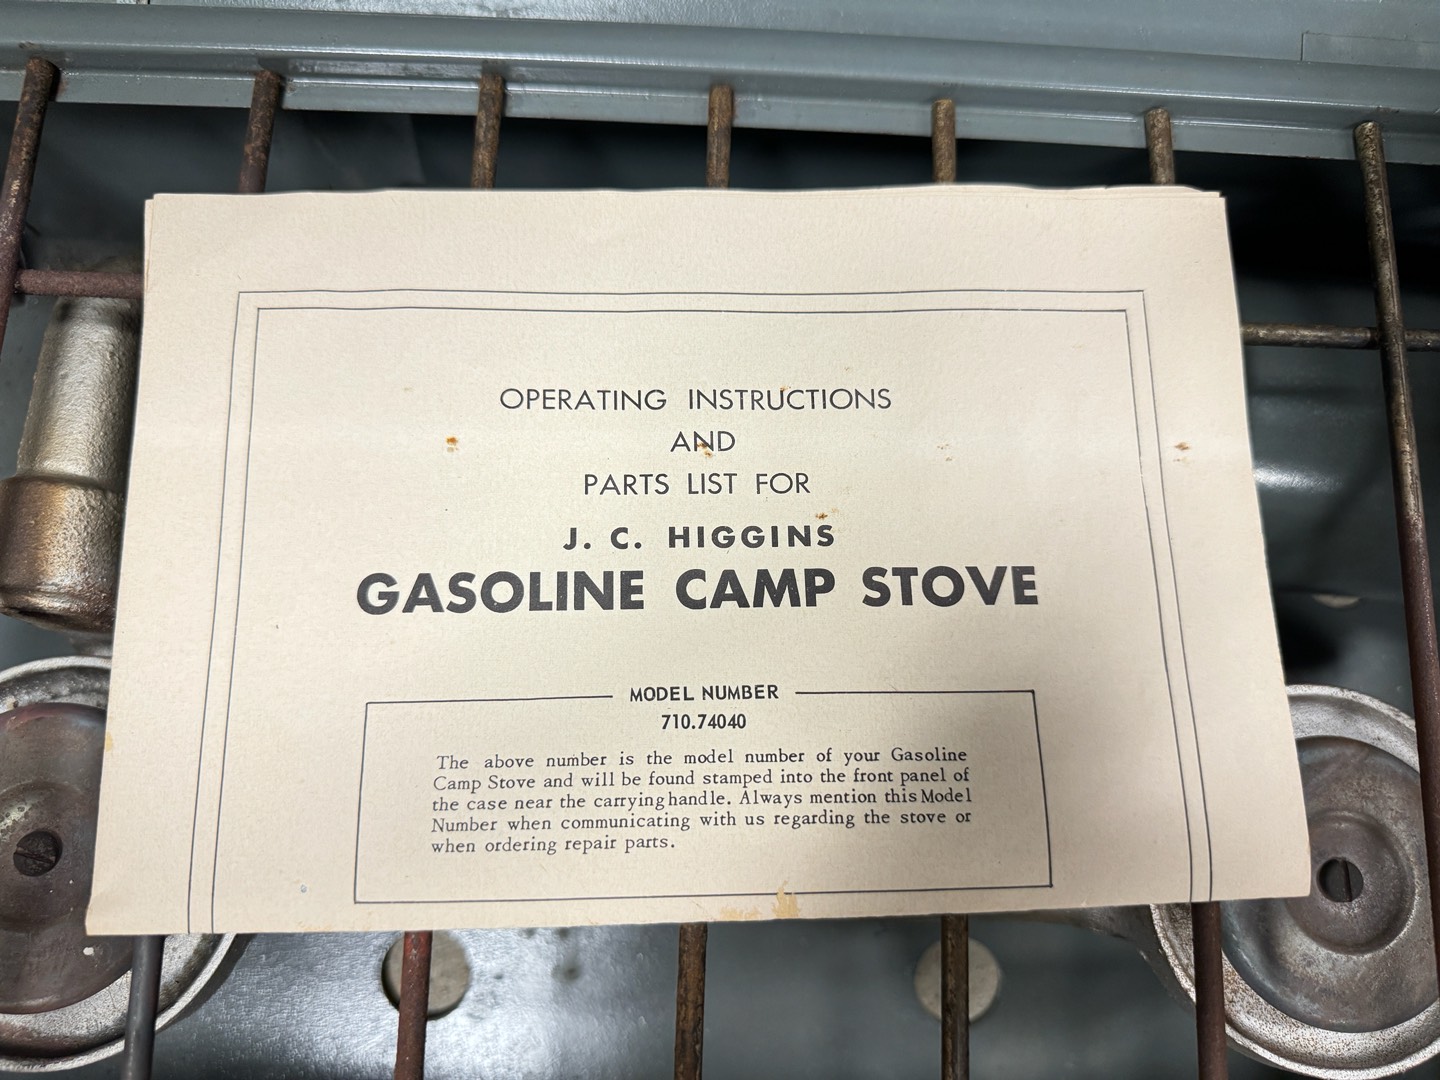 OPERATING INSTRUCTIONS
AND
PARTS LIST FOR
J. C. HIGGINS
GASOLINE CAMP STOVE
MODEL NUMBER
710.74040
The above number is the model number of your Gasoline
Camp Stove and will be found stamped into the front panel of
the case near the carrying handle. Always mention this Model
Number when communicating with us regarding the stove or
when ordering repair parts.